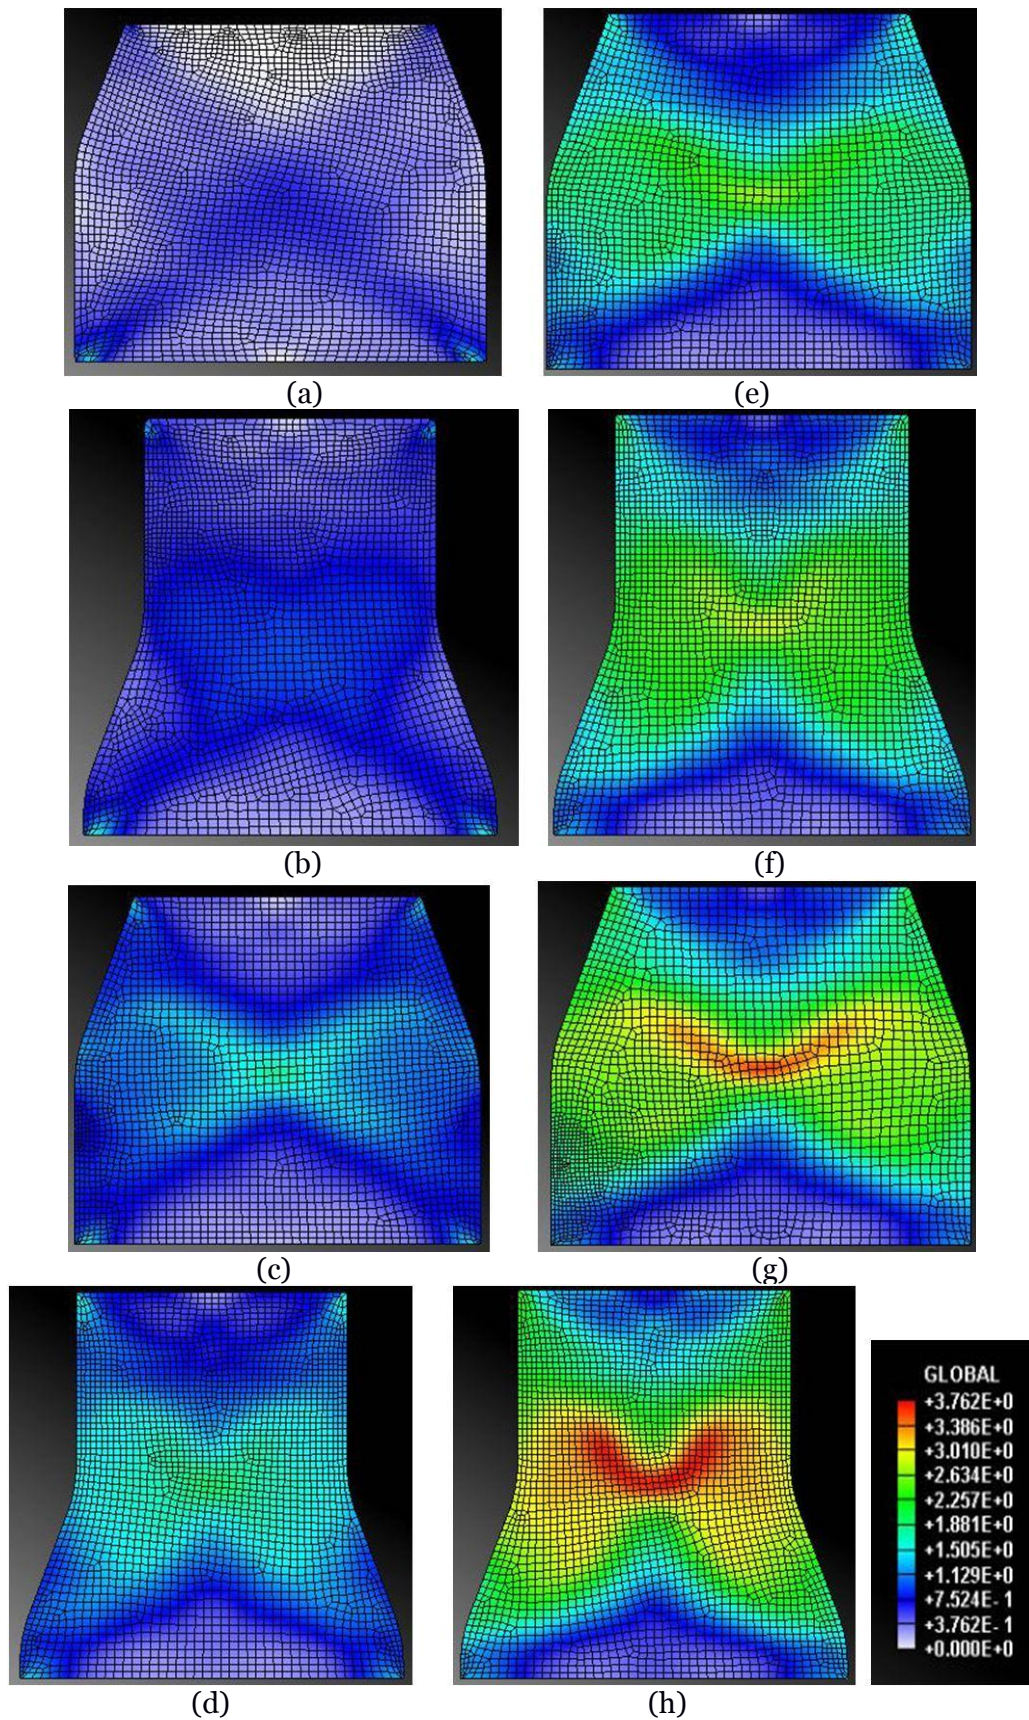 (a)
(e)
(b)
(f)
(c)
(g)
(d)
(h)
GLOBAL
+3.762E+0
+3.386E+0
+3.010E+0
+2.634E+0
+2.257E+0
+1.881E+0
+1.505E+0
+1.129E+0
+7.524E- 1
+3.762E- 1
+0.000E+0